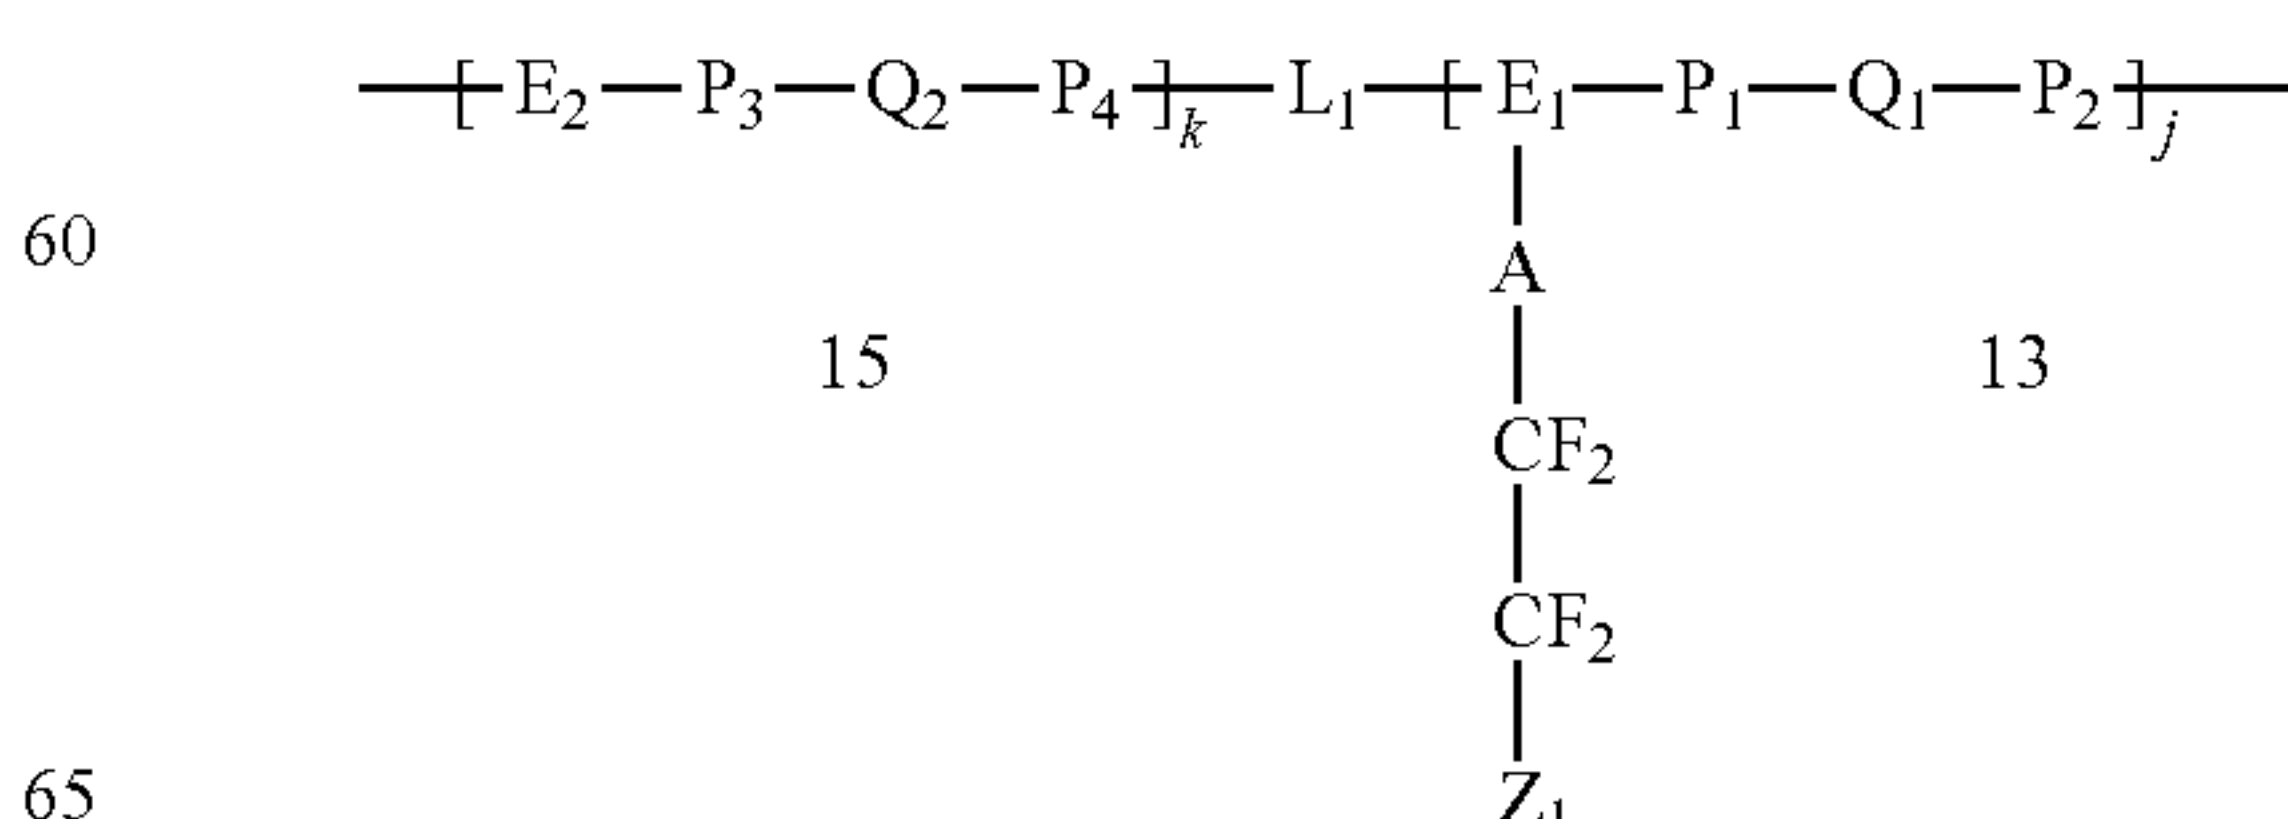 —[E₂—P₃—Q₂—P₄]ₖ—L₁—[E₁—P₁—Q₁—P₂]ⱼ—
60
A
15 13
CF₂
CF₂
65 Z₁